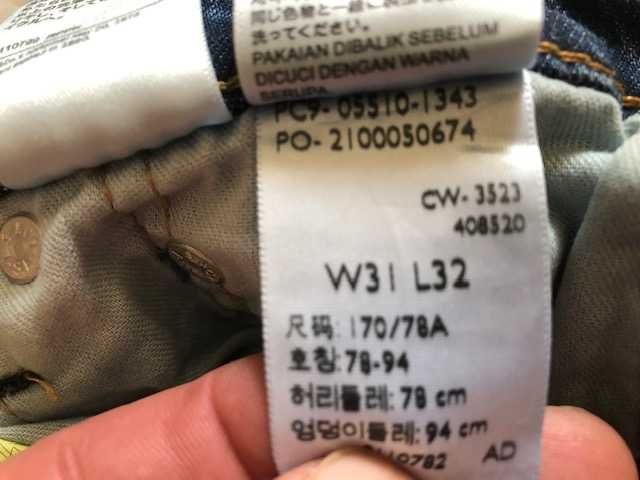 同じ色物と一緒に
洗ってください。
PAKAIAN DIBALIK SEBELUM
DICUCI DENGAN WARNA
SERUPA
PC9- 05510-1343
PO- 2100050674
CW- 3523
408520
W31 L32
尺码: 170/78A
호칭: 78-94
허리둘레: 78 cm
엉덩이둘레: 94 cm
AD